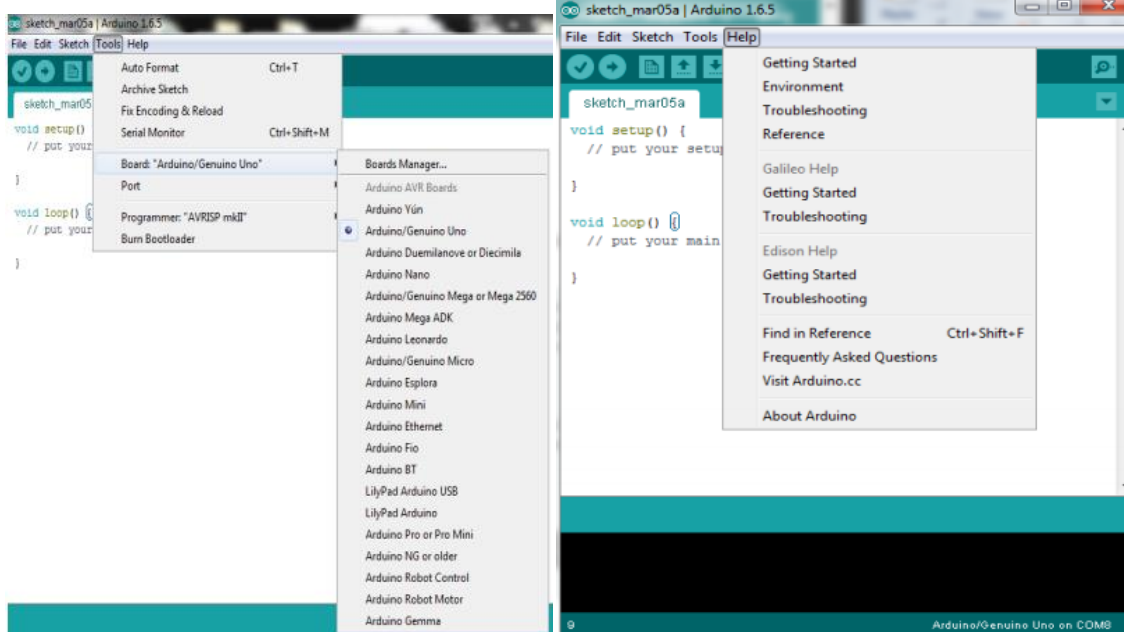 sketch_mar05a | Arduino 1.6.5
File Edit Sketch Tools Help
Auto Format Ctrl+T
Archive Sketch
Fix Encoding & Reload
Serial Monitor Ctrl+Shift+M
Board: "Arduino/Genuino Uno"
Port
Programmer: "AVRISP mkII"
Burn Bootloader
sketch_mar05
void setup()
// put your
}
void loop() {
// put your
}
Boards Manager...
Arduino AVR Boards
Arduino Yún
Arduino/Genuino Uno
Arduino Duemilanove or Diecimila
Arduino Nano
Arduino/Genuino Mega or Mega 2560
Arduino Mega ADK
Arduino Leonardo
Arduino/Genuino Micro
Arduino Esplora
Arduino Mini
Arduino Ethernet
Arduino Fio
Arduino BT
LilyPad Arduino USB
LilyPad Arduino
Arduino Pro or Pro Mini
Arduino NG or older
Arduino Robot Control
Arduino Robot Motor
Arduino Gemma
sketch_mar05a | Arduino 1.6.5
File Edit Sketch Tools Help
sketch_mar05a
void setup() {
// put your setup
}
void loop() {
// put your main
}
Getting Started
Environment
Troubleshooting
Reference
Galileo Help
Getting Started
Troubleshooting
Edison Help
Getting Started
Troubleshooting
Find in Reference Ctrl+Shift+F
Frequently Asked Questions
Visit Arduino.cc
About Arduino
9 Arduino/Genuino Uno on COM8